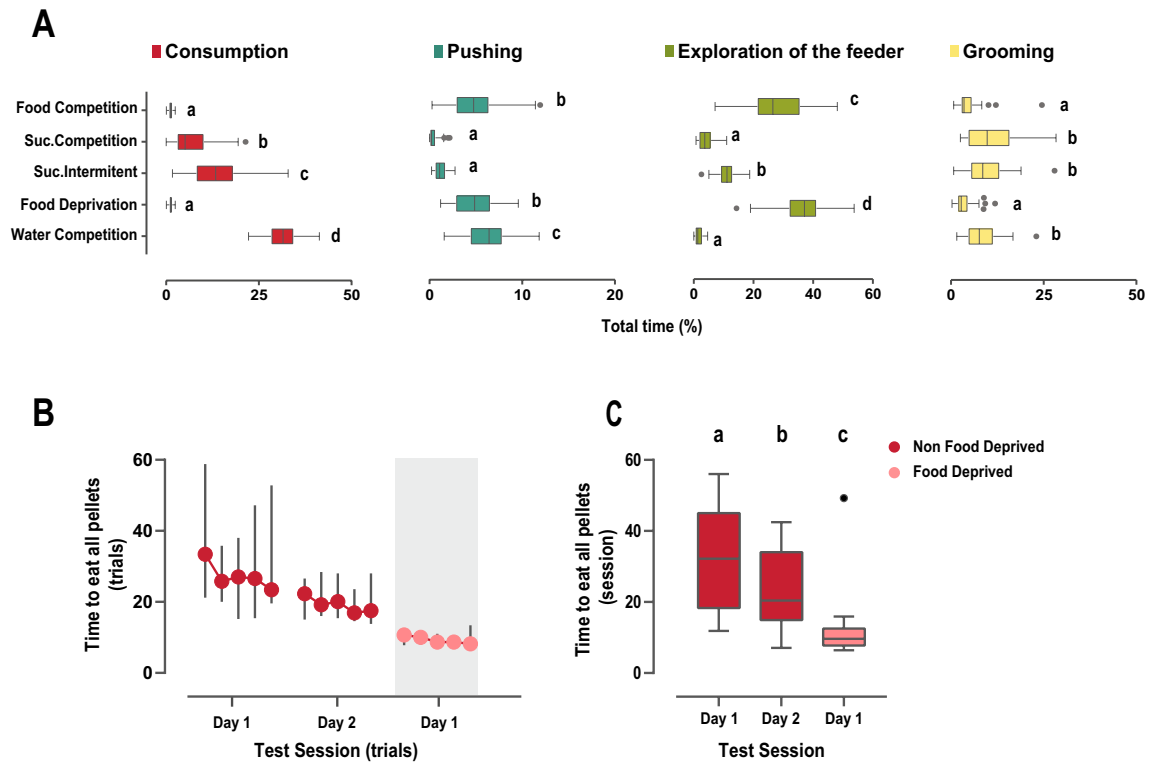 A
Consumption
Pushing
Exploration of the feeder
Grooming
Food Competition
a
b
c
a
Suc.Competition
b
a
a
b
Suc.Intermitent
c
a
b
b
Food Deprivation
a
b
d
a
Water Competition
d
c
a
b
0
25
50
0
10
20
0
20
40
60
0
25
50
Total time (%)
B
Time to eat all pellets
(trials)
60
40
20
0
Day 1
Day 2
Day 1
Test Session (trials)
C
a
b
c
Non Food Deprived
Food Deprived
Time to eat all pellets
(session)
60
40
20
0
Day 1
Day 2
Day 1
Test Session